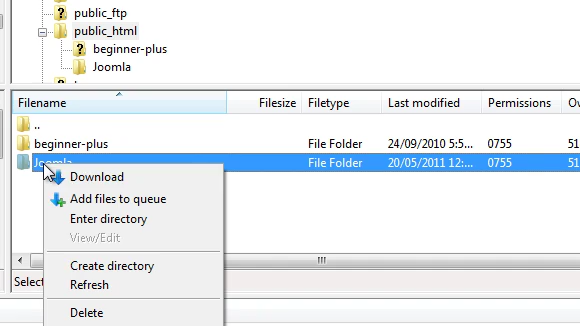 public_ftp
public_html
beginner-plus
Joomla
Filename Filesize Filetype Last modified Permissions
..
beginner-plus File Folder 24/09/2010 5:5... 0755 51
Joomla File Folder 20/05/2011 12:... 0755 51
Download
Add files to queue
Enter directory
View/Edit
Create directory
Refresh
Delete